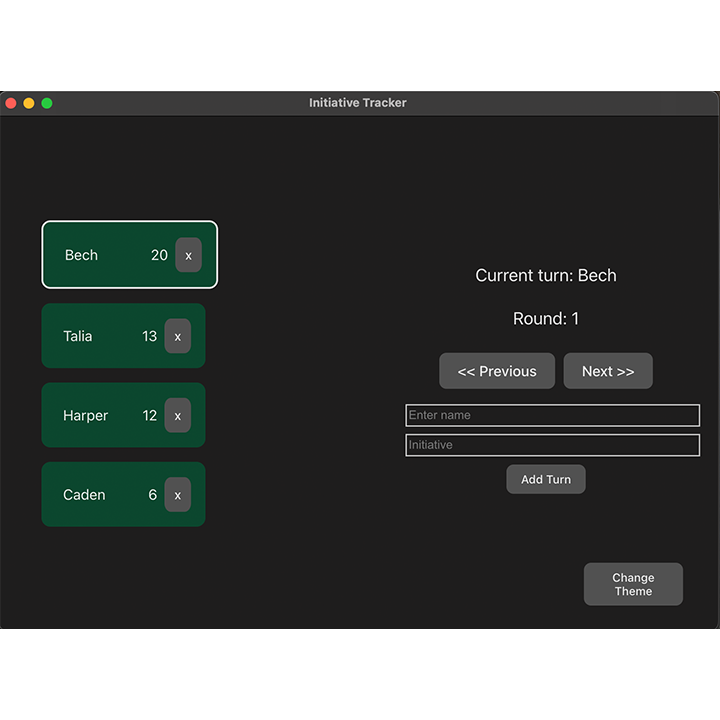 Initiative Tracker
Bech 20 x
Talia 13 x
Harper 12 x
Caden 6 x
Current turn: Bech
Round: 1
<< Previous Next >>
Enter name
Initiative
Add Turn
Change
Theme